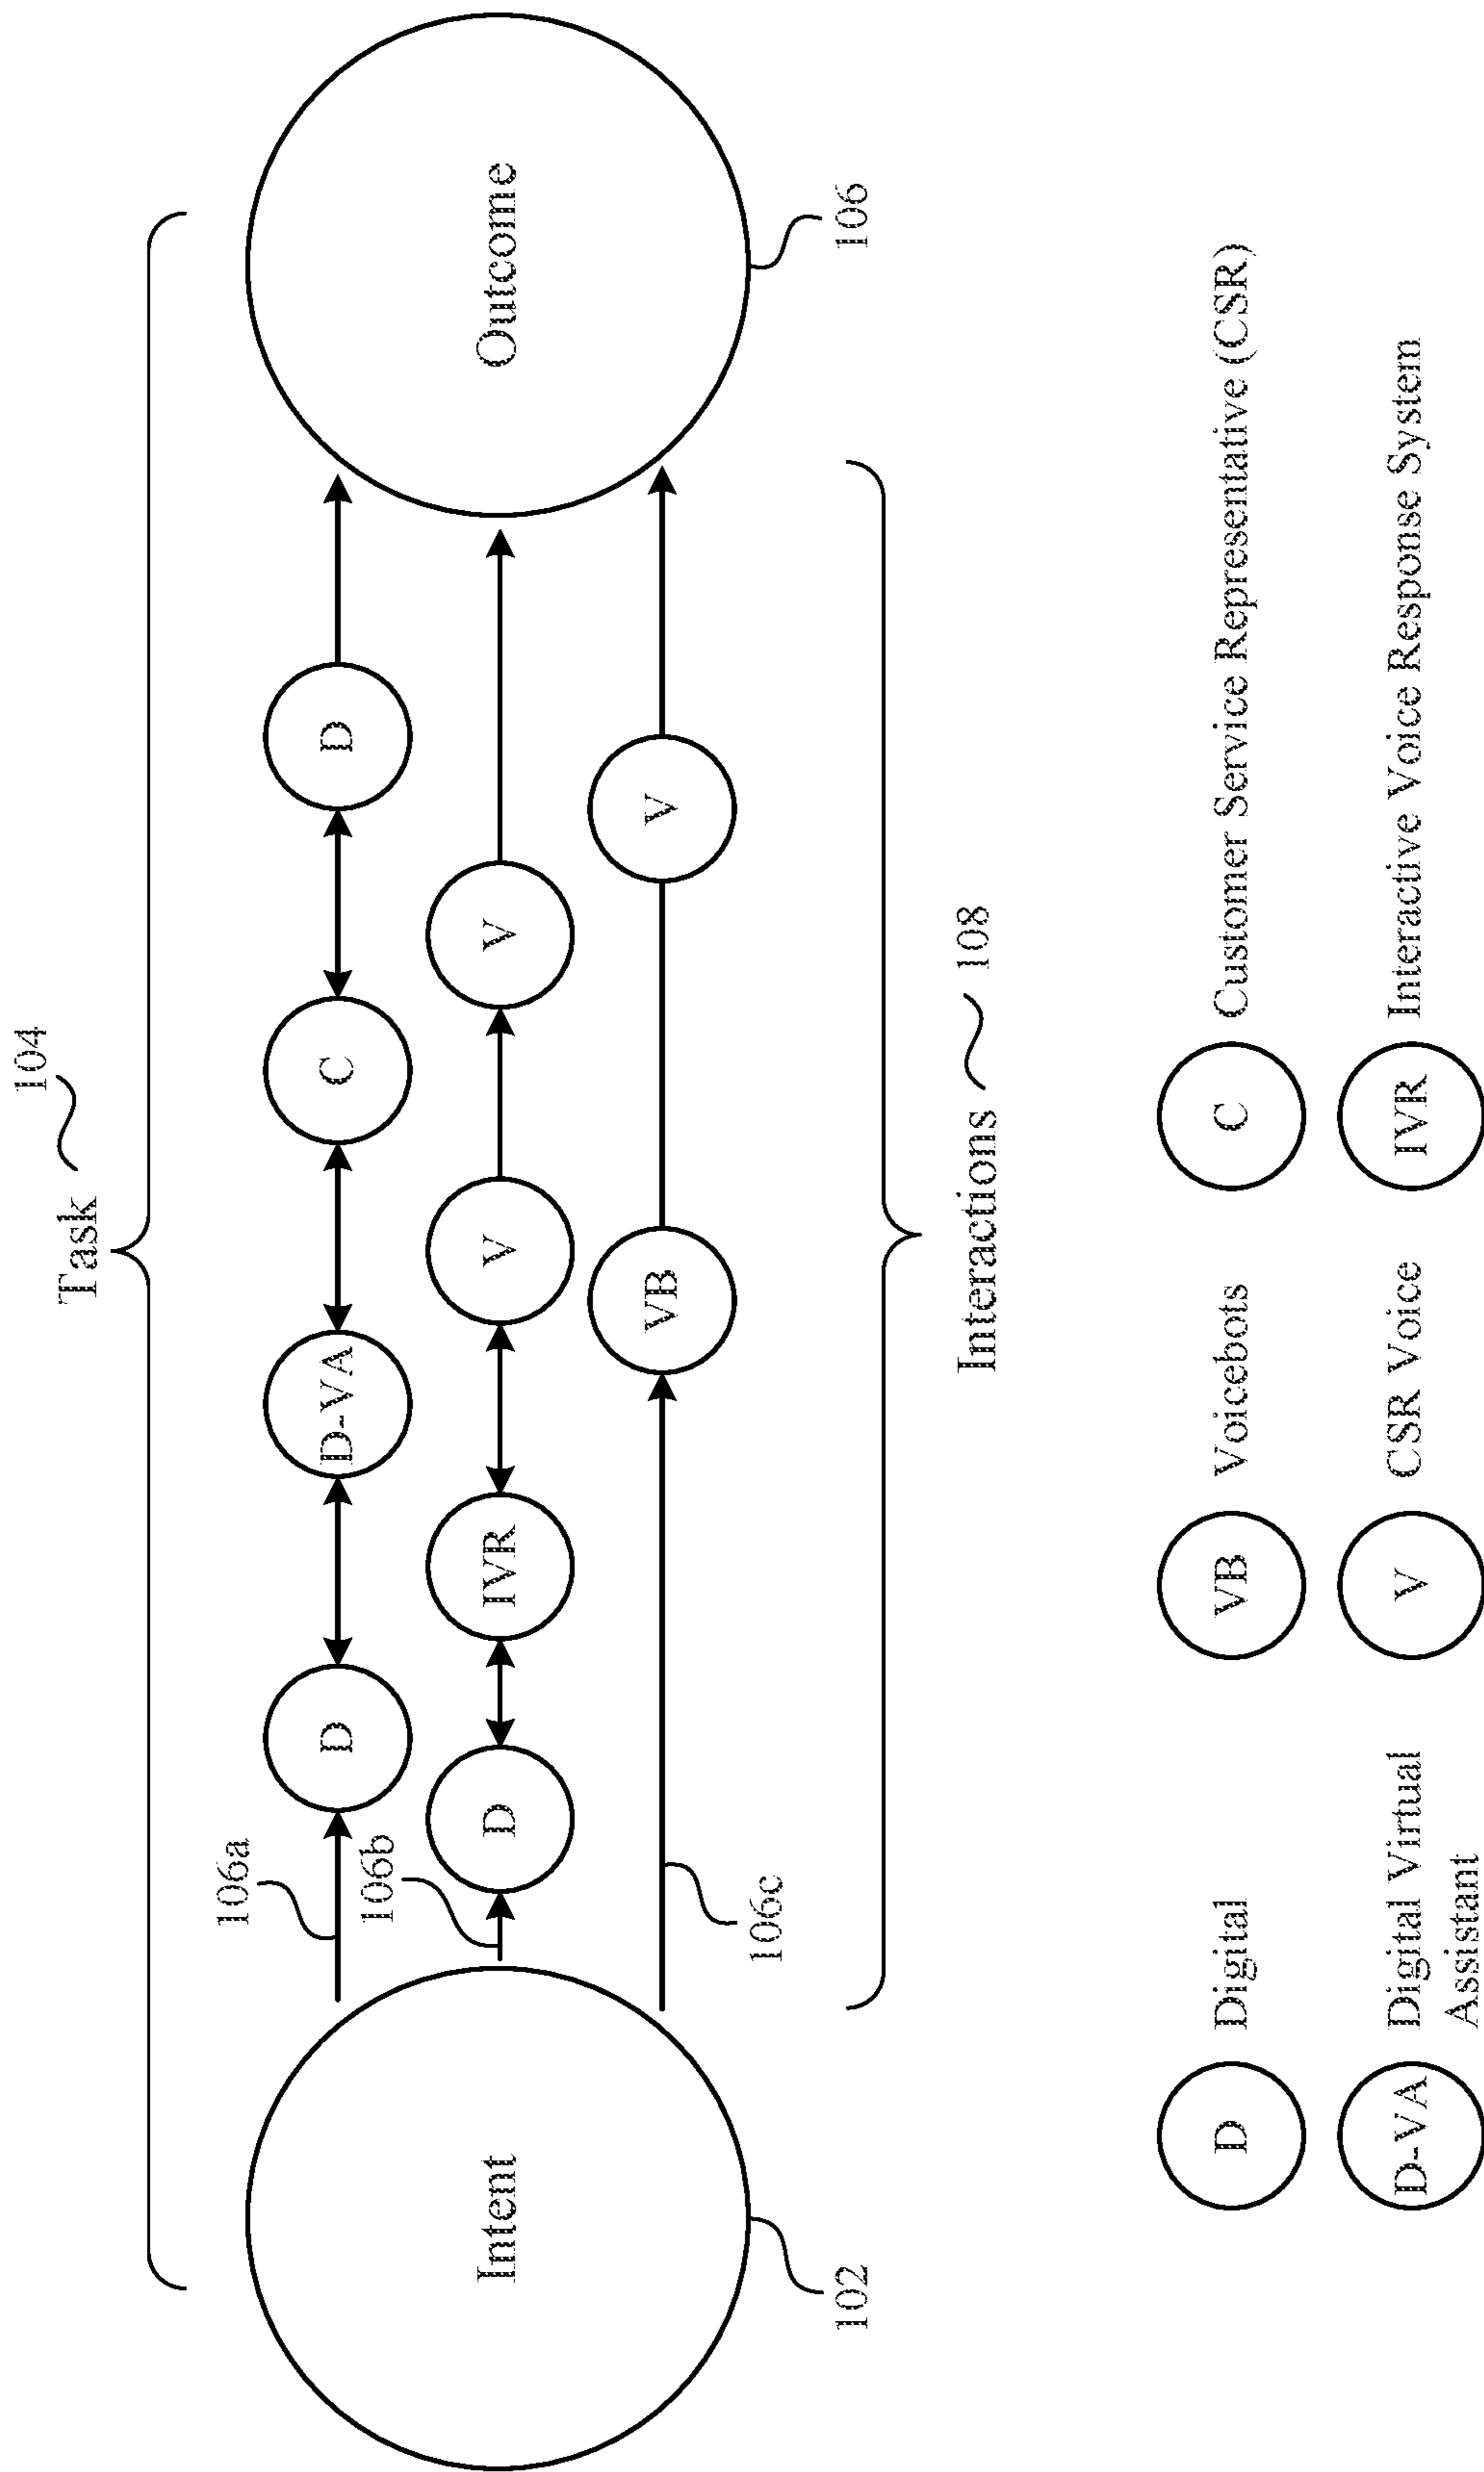 Task 104
106a
D
D-VA
C
D
106b
D
IVR
V
V
106c
VB
V
Intent
Outcome
102
106
Interactions 108
D Digital
VB Voicebots
C Customer Service Representative (CSR)
D-VA Digital Virtual
Assistant
V CSR Voice
IVR Interactive Voice Response System